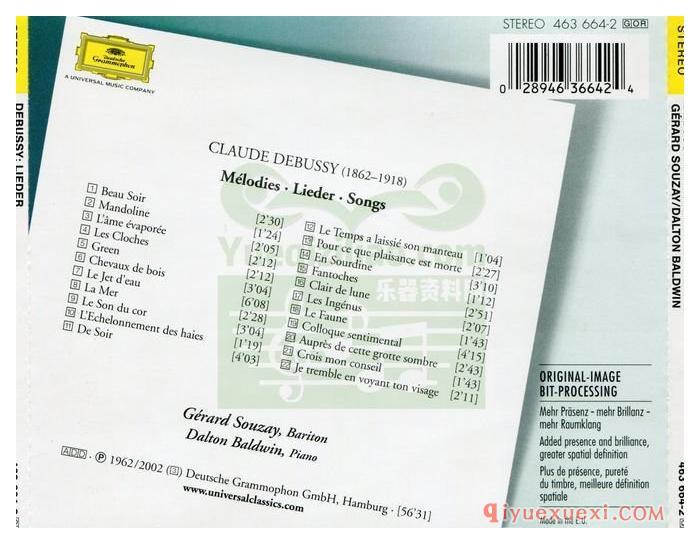 STEREO 463 664-2 GOR
Deutsche
Grammophon
A UNIVERSAL MUSIC COMPANY
0 28946 36642 4
CLAUDE DEBUSSY (1862–1918)
Mélodies · Lieder · Songs
1 Beau Soir [2'30]
2 Mandoline [1'24]
3 L'âme évaporée [2'05]
4 Les Cloches [2'12]
5 Green [2'12]
6 Chevaux de bois [3'04]
7 Le Jet d'eau [6'08]
8 La Mer [2'28]
9 Le Son du cor [3'04]
10 L'Echelonnement des haies [1'19]
11 De Soir [4'03]
12 Le Temps a laissié son manteau [1'04]
13 Pour ce que plaisance est morte [2'27]
14 En Sourdine [3'10]
15 Fantoches [1'12]
16 Clair de lune [2'51]
17 Les Ingénus [2'07]
18 Le Faune [1'43]
19 Colloque sentimental [4'15]
20 Auprès de cette grotte sombre [2'43]
21 Crois mon conseil [1'43]
22 Je tremble en voyant ton visage [2'11]
乐器资料
Gérard Souzay, Bariton
Dalton Baldwin, Piano
ADD · Ⓟ 1962/2002 (3) Deutsche Grammophon GmbH, Hamburg · [56'31]
www.universalclassics.com
ORIGINAL-IMAGE
BIT-PROCESSING
Mehr Präsenz – mehr Brillanz –
mehr Raumklang
Added presence and brilliance,
greater spatial definition
Plus de présence, pureté
du timbre, meilleure définition
spatiale
Made in the E.U.
DEBUSSY: LIEDER
STEREO
GÉRARD SOUZAY/DALTON BALDWIN
463 664-2
qiyuexuexi.com